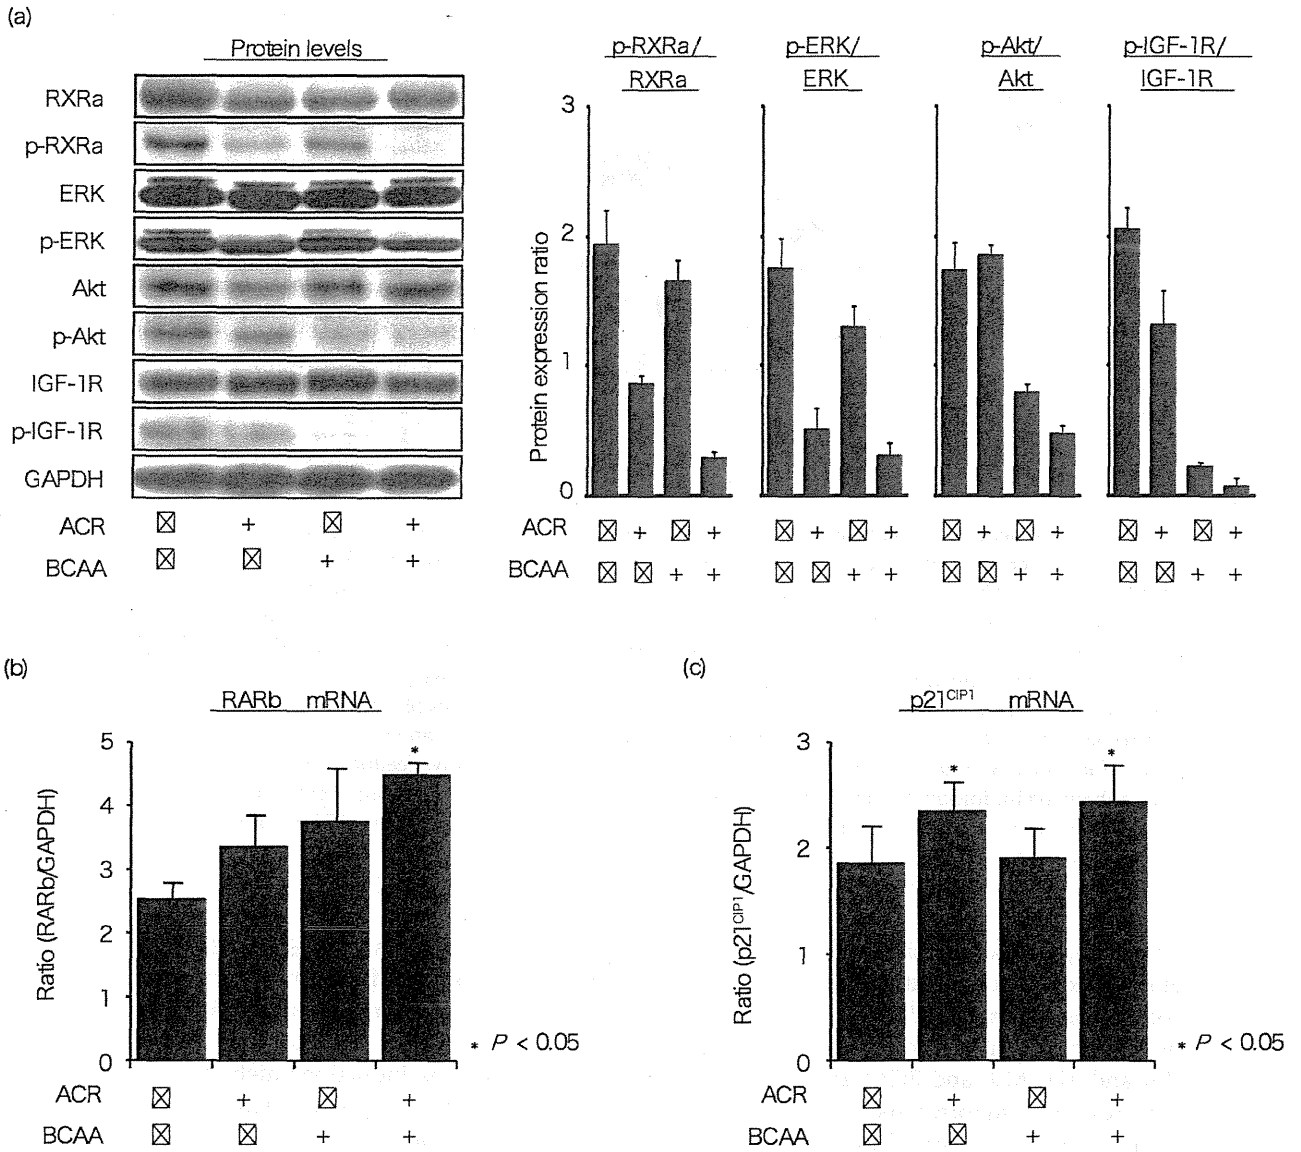 (a)
Protein levels
RXRa
p-RXRa
ERK
p-ERK
Akt
p-Akt
IGF-1R
p-IGF-1R
GAPDH
ACR ☒ + ☒ +
BCAA ☒ ☒ + +
p-RXRa/ p-ERK/ p-Akt/ p-IGF-1R/
RXRa ERK Akt IGF-1R
Protein expression ratio
3
2
1
0
ACR ☒ + ☒ + ☒ + ☒ + ☒ + ☒ + ☒ + ☒ +
BCAA ☒ ☒ + + ☒ ☒ + + ☒ ☒ + + ☒ ☒ + +
(b)
RARb mRNA
Ratio (RARb/GAPDH)
5
4
3
2
1
0
*
* P < 0.05
ACR ☒ + ☒ +
BCAA ☒ ☒ + +
(c)
p21CIP1 mRNA
Ratio (p21CIP1/GAPDH)
3
2
1
0
* *
* P < 0.05
ACR ☒ + ☒ +
BCAA ☒ ☒ + +